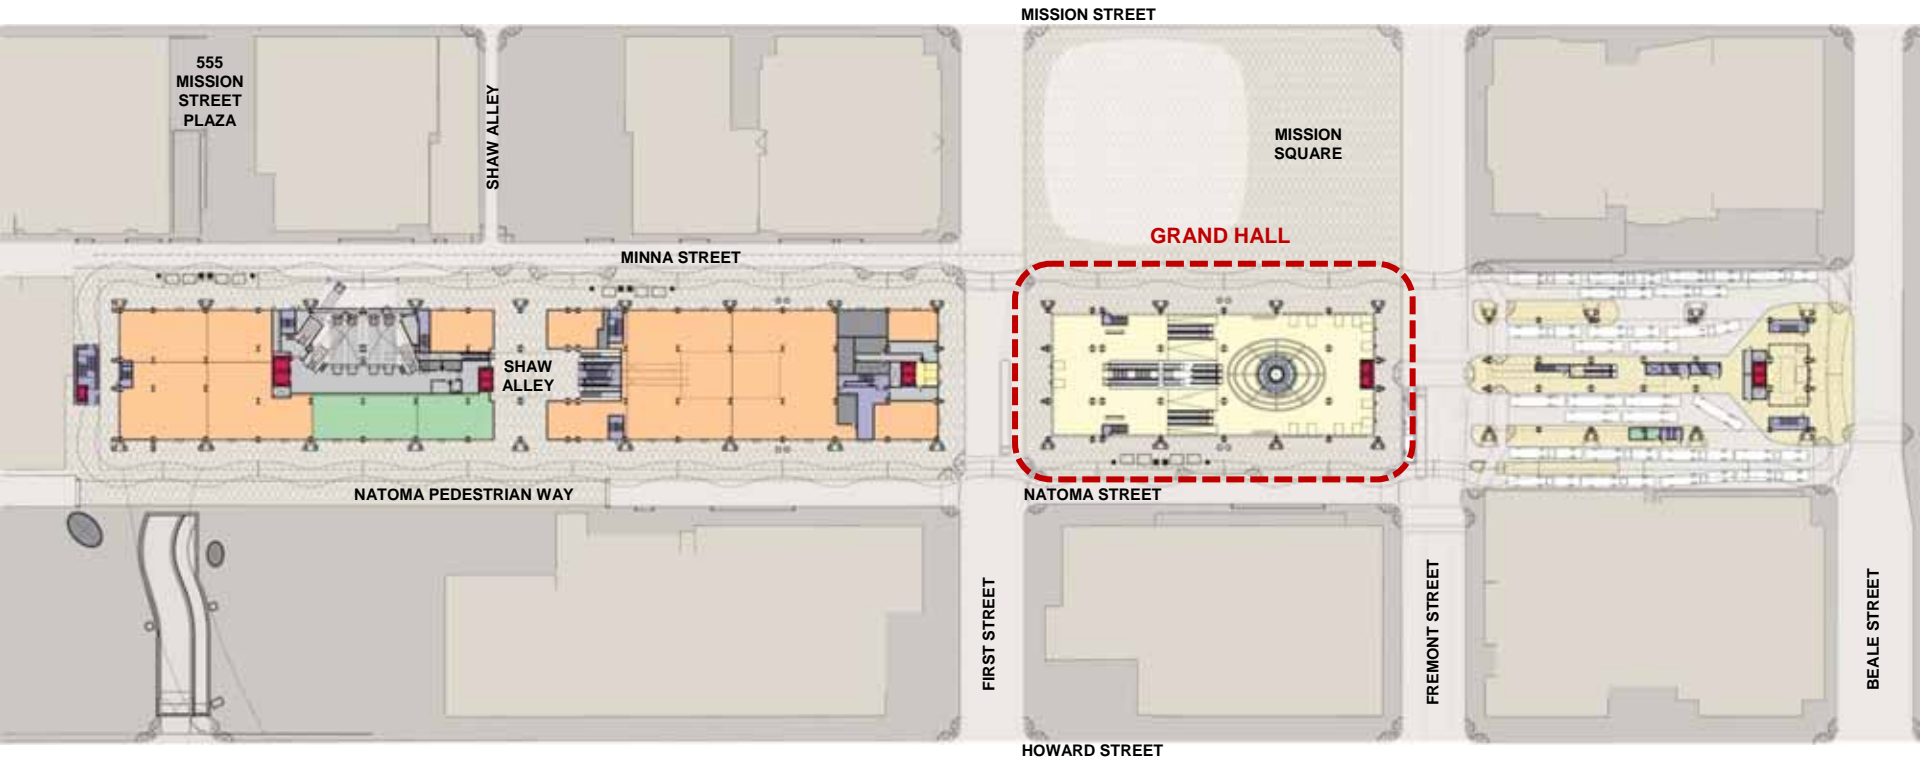 MISSION STREET
555
MISSION
STREET
PLAZA
SHAW ALLEY
MISSION
SQUARE
GRAND HALL
MINNA STREET
SHAW
ALLEY
NATOMA PEDESTRIAN WAY
NATOMA STREET
FIRST STREET
FREMONT STREET
BEALE STREET
HOWARD STREET